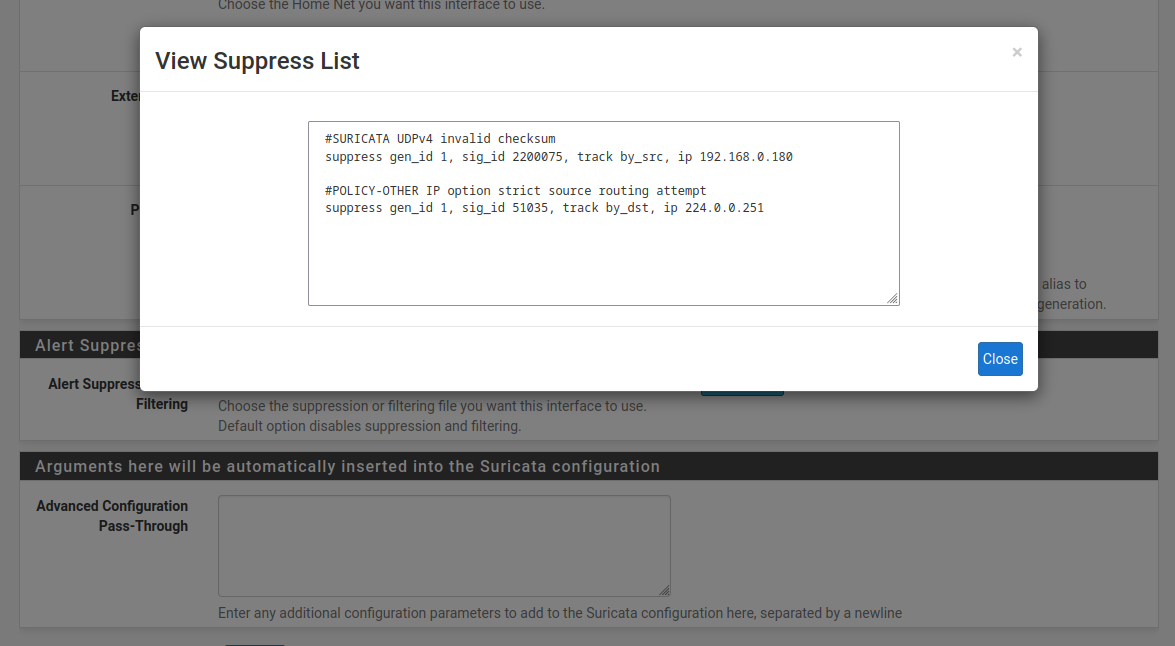 Choose the Home Net you want this interface to use.
View Suppress List
×
Exte
#SURICATA UDPv4 invalid checksum
suppress gen_id 1, sig_id 2200075, track by_src, ip 192.168.0.180
#POLICY-OTHER IP option strict source routing attempt
suppress gen_id 1, sig_id 51035, track by_dst, ip 224.0.0.251
P
alias to
generation.
Alert Suppres
Close
Alert Suppress
Filtering
Choose the suppression or filtering file you want this interface to use.
Default option disables suppression and filtering.
Arguments here will be automatically inserted into the Suricata configuration
Advanced Configuration
Pass-Through
Enter any additional configuration parameters to add to the Suricata configuration here, separated by a newline